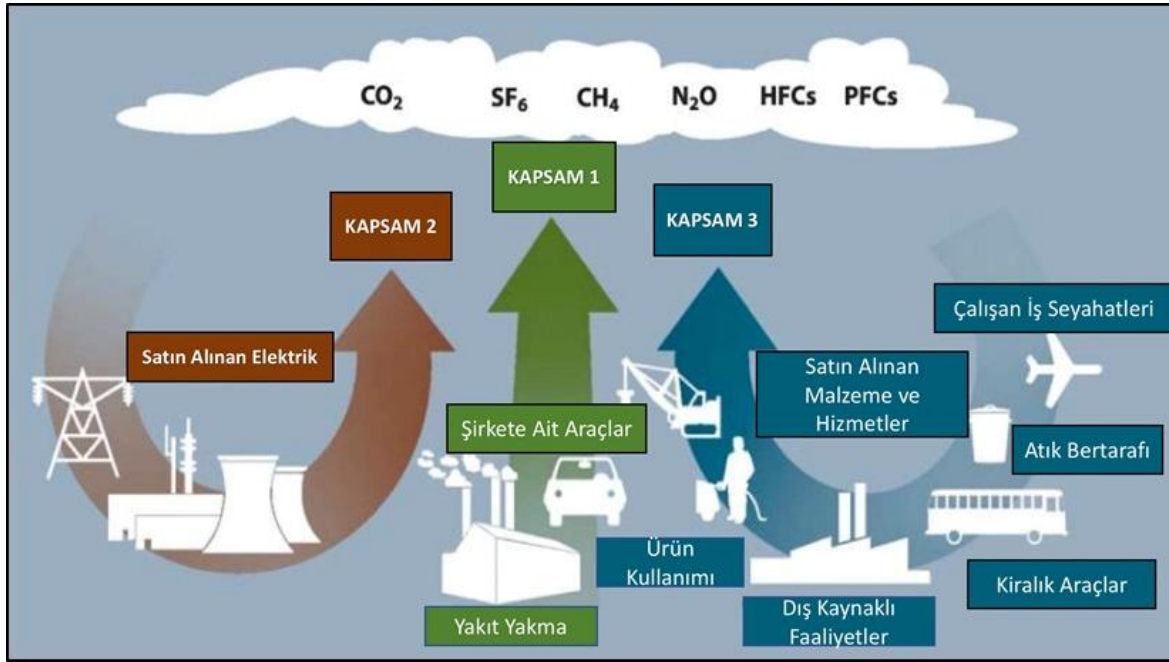 CO₂ SF₆ CH₄ N₂O HFCs PFCs
KAPSAM 1
KAPSAM 2
KAPSAM 3
Çalışan İş Seyahatleri
Satın Alınan Elektrik
Satın Alınan
Malzeme ve
Hizmetler
Şirkete Ait Araçlar
Atık Bertarafı
Ürün
Kullanımı
Kiralık Araçlar
Yakıt Yakma
Dış Kaynaklı
Faaliyetler